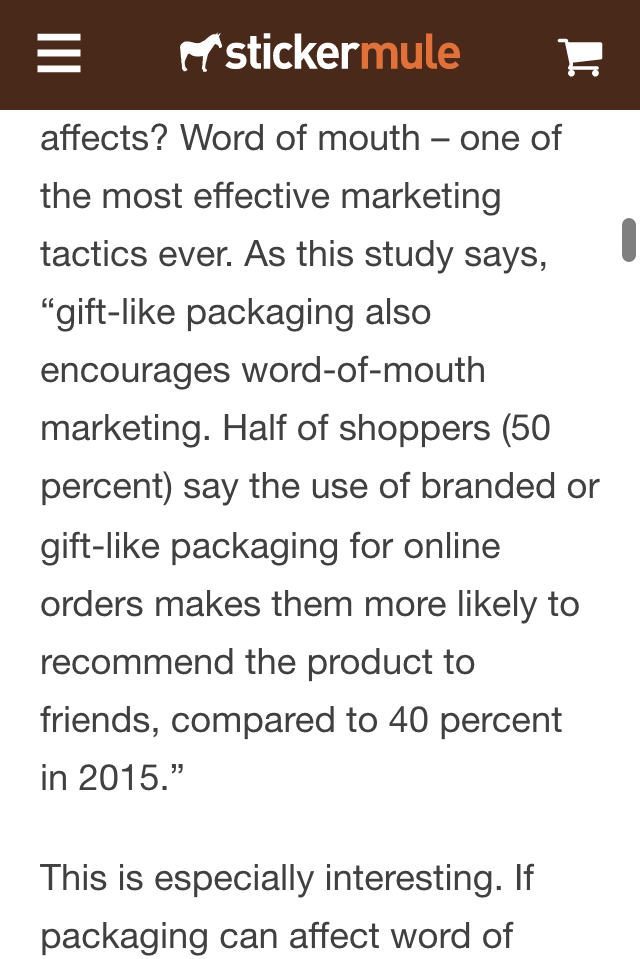 stickermule
affects? Word of mouth – one of
the most effective marketing
tactics ever. As this study says,
“gift-like packaging also
encourages word-of-mouth
marketing. Half of shoppers (50
percent) say the use of branded or
gift-like packaging for online
orders makes them more likely to
recommend the product to
friends, compared to 40 percent
in 2015.”
This is especially interesting. If
packaging can affect word of